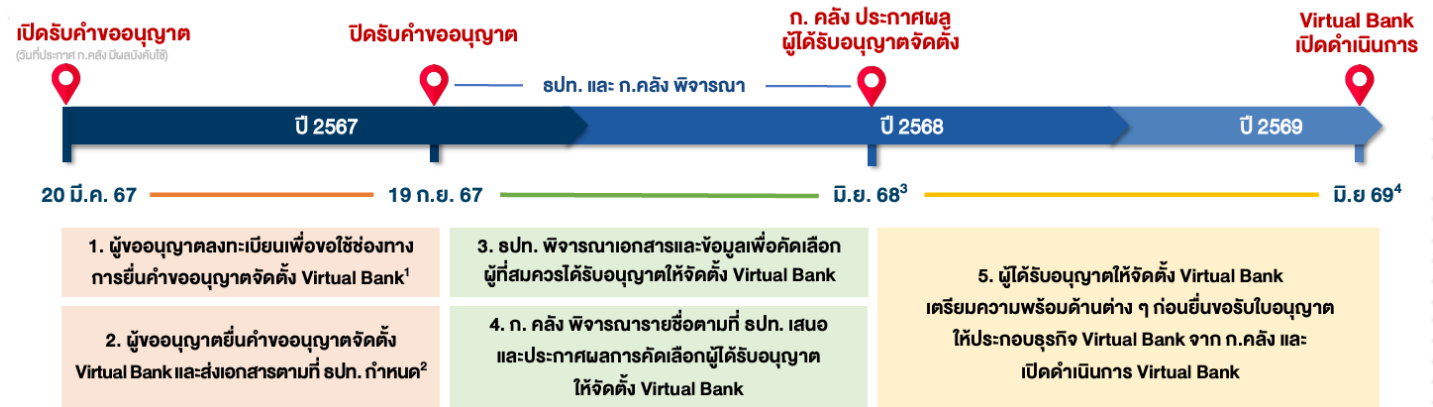 เปิดรับคำขออนุญาต
(วันที่ประกาศ ก.คลัง มีผลบังคับใช้)
ปิดรับคำขออนุญาต
ก. คลัง ประกาศผล
ผู้ได้รับอนุญาตจัดตั้ง
Virtual Bank
เปิดดำเนินการ
ธปท. และ ก.คลัง พิจารณา
ปี 2567
ปี 2568
ปี 2569
20 มี.ค. 67
19 ก.ย. 67
มิ.ย. 68³
มิ.ย 69⁴
1. ผู้ขออนุญาตลงทะเบียนเพื่อขอใช้ช่องทาง
การยื่นคำขออนุญาตจัดตั้ง Virtual Bank¹
2. ผู้ขออนุญาตยื่นคำขออนุญาตจัดตั้ง
Virtual Bank และส่งเอกสารตามที่ ธปท. กำหนด²
3. ธปท. พิจารณาเอกสารและข้อมูลเพื่อคัดเลือก
ผู้ที่สมควรได้รับอนุญาตให้จัดตั้ง Virtual Bank
4. ก. คลัง พิจารณารายชื่อตามที่ ธปท. เสนอ
และประกาศผลการคัดเลือกผู้ได้รับอนุญาต
ให้จัดตั้ง Virtual Bank
5. ผู้ได้รับอนุญาตให้จัดตั้ง Virtual Bank
เตรียมความพร้อมด้านต่าง ๆ ก่อนยื่นขอรับใบอนุญาต
ให้ประกอบธุรกิจ Virtual Bank จาก ก.คลัง และ
เปิดดำเนินการ Virtual Bank